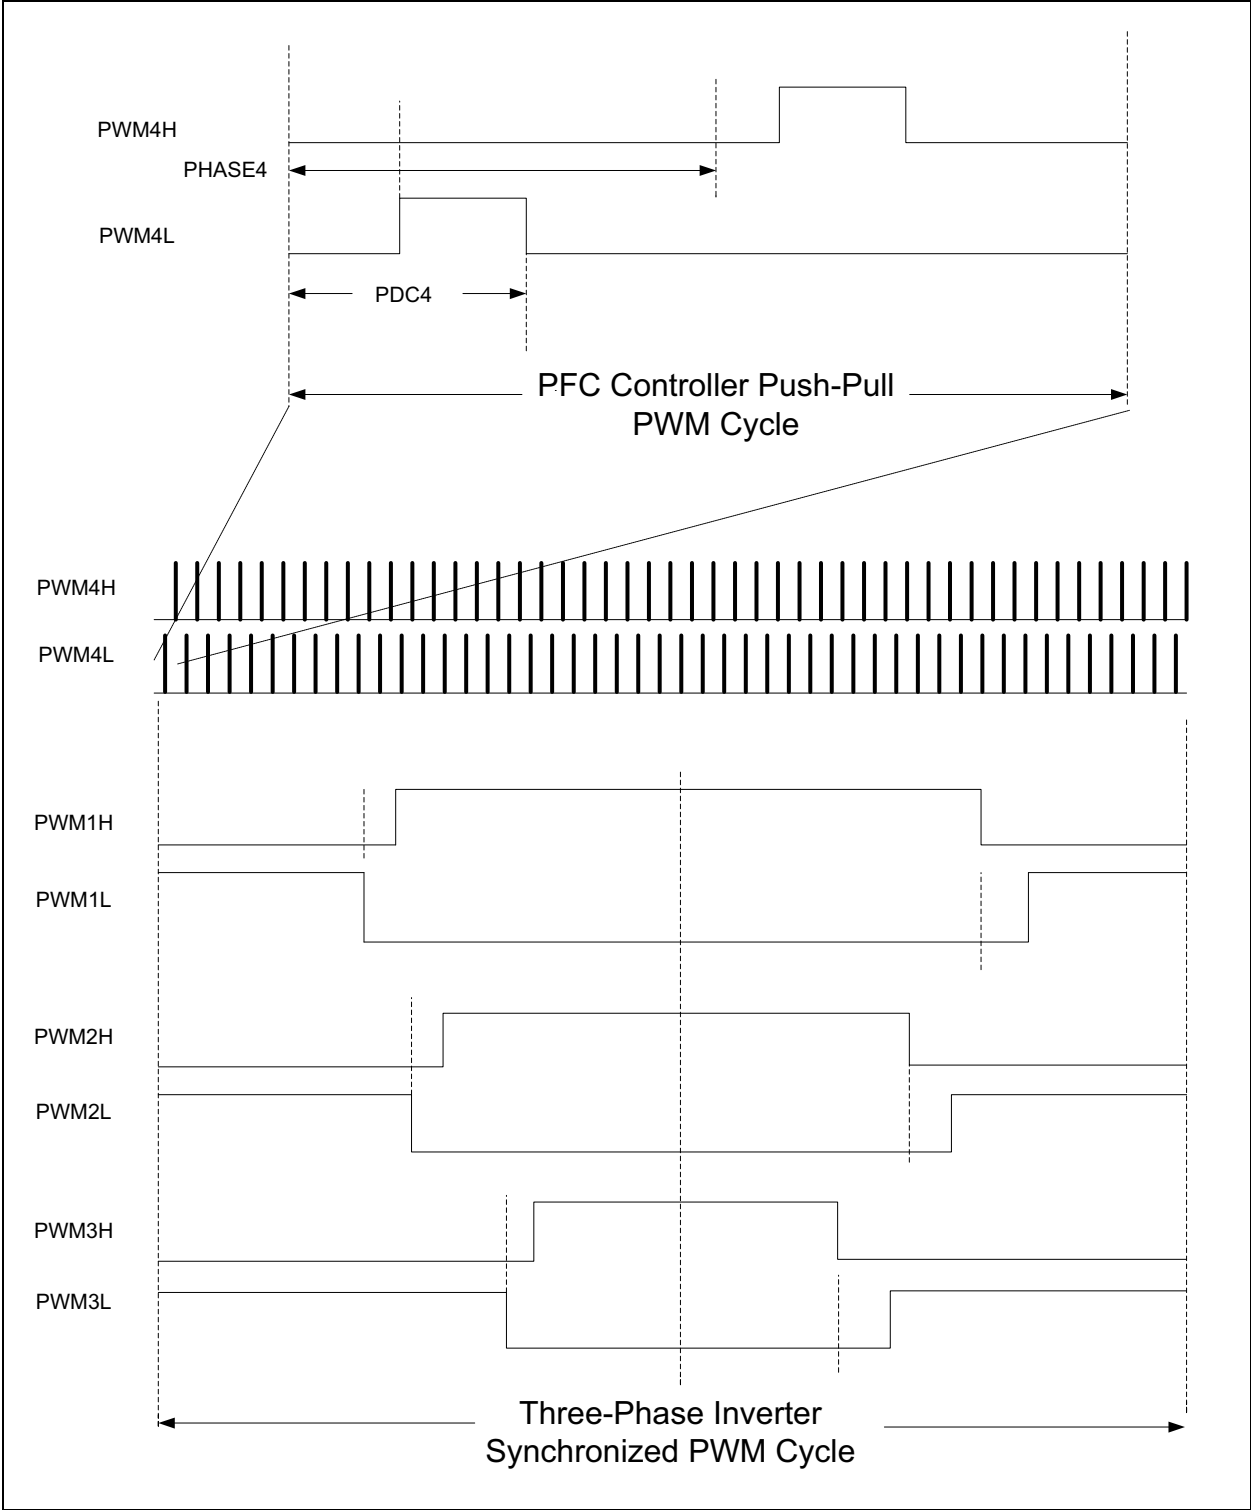 PWM4H
PHASE4
PWM4L
PDC4
PFC Controller Push-Pull
PWM Cycle
PWM4H
PWM4L
PWM1H
PWM1L
PWM2H
PWM2L
PWM3H
PWM3L
Three-Phase Inverter
Synchronized PWM Cycle